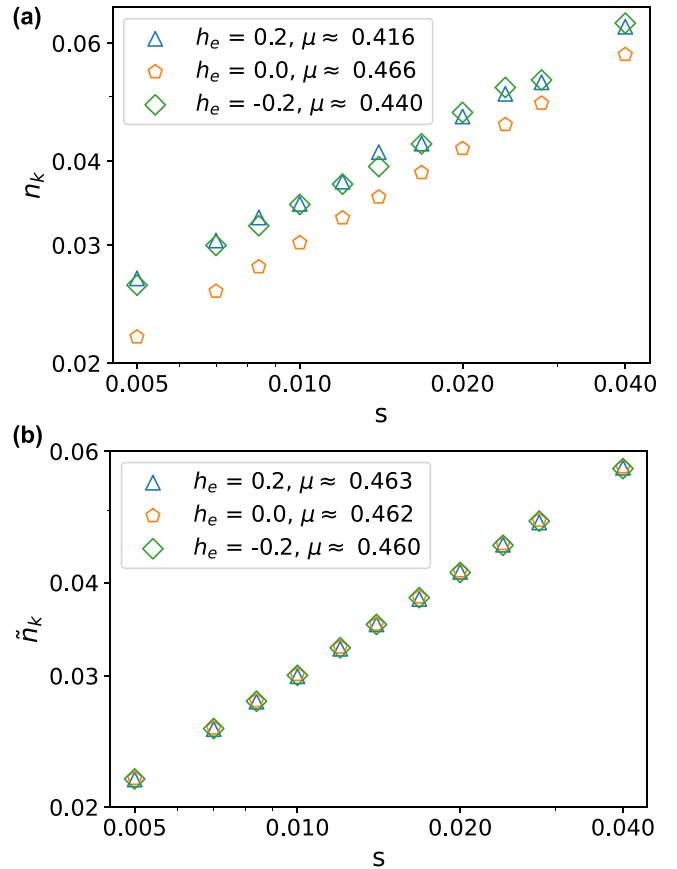 (a)
0.06
0.04
0.03
0.02
n_k
h_e = 0.2, μ ≈ 0.416
h_e = 0.0, μ ≈ 0.466
h_e = -0.2, μ ≈ 0.440
0.005
0.010
0.020
0.040
s
(b)
0.06
0.04
0.03
0.02
ñ_k
h_e = 0.2, μ ≈ 0.463
h_e = 0.0, μ ≈ 0.462
h_e = -0.2, μ ≈ 0.460
0.005
0.010
0.020
0.040
s